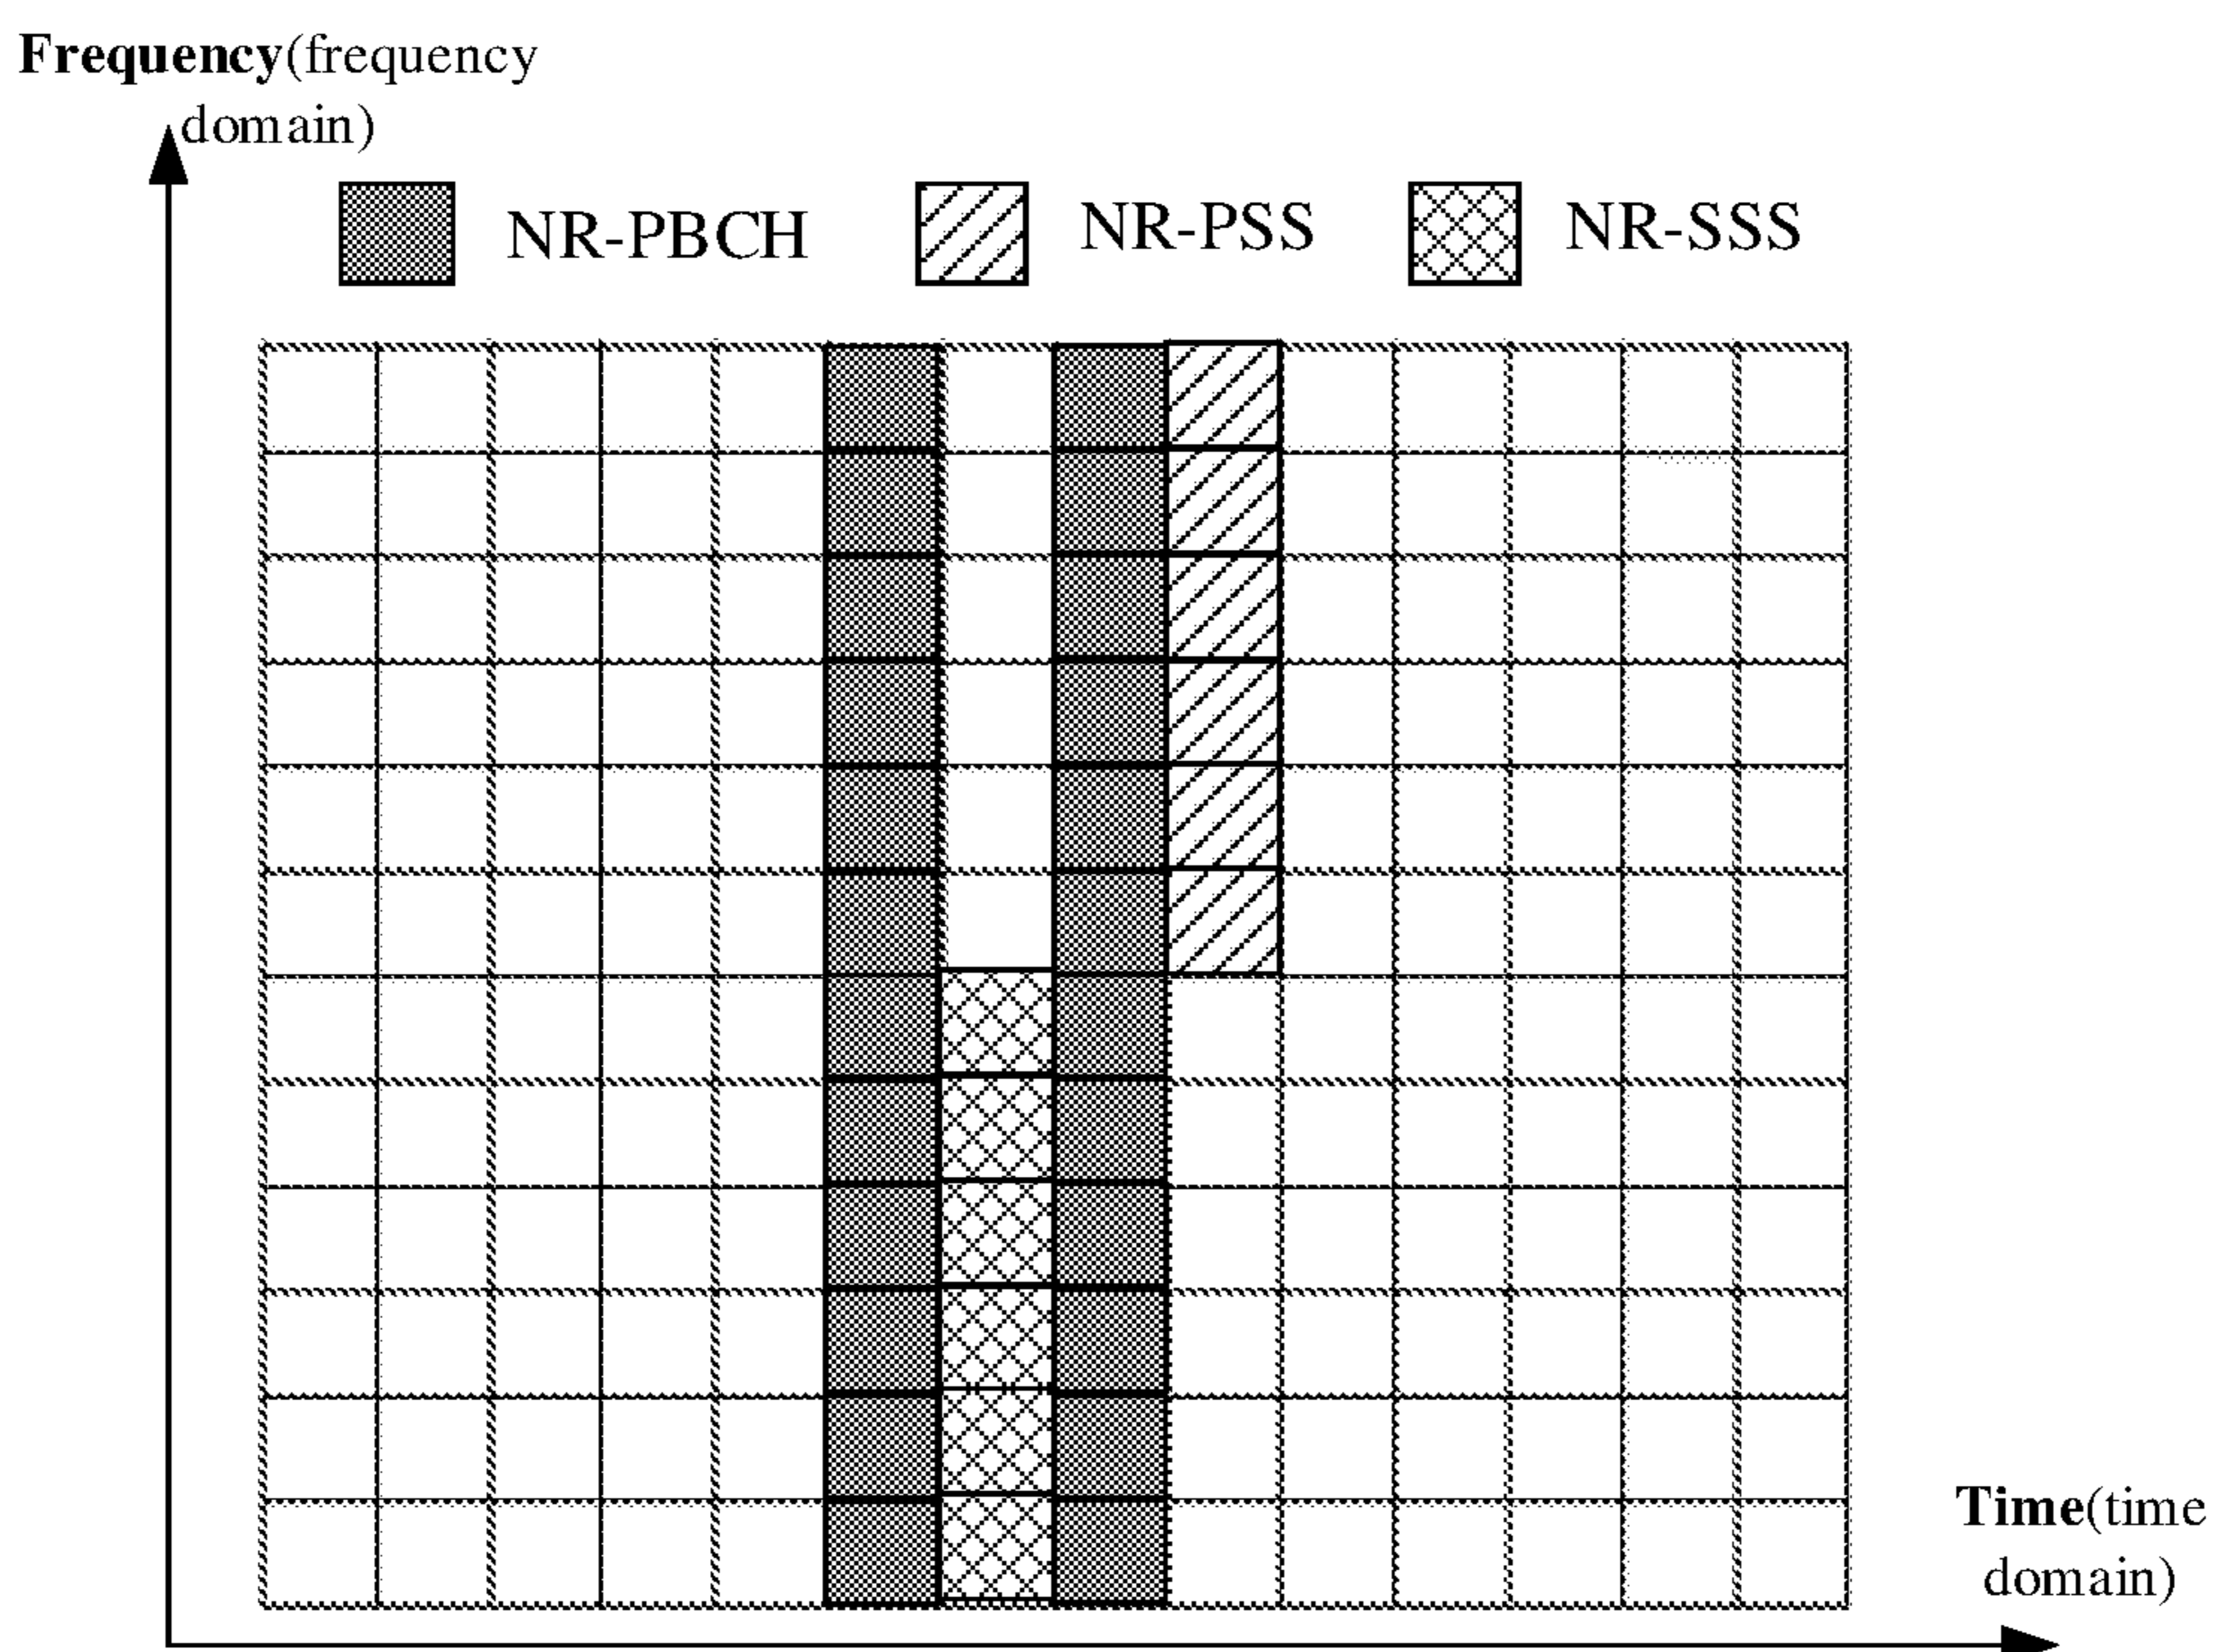 Frequency(frequency
domain)
NR-PBCH NR-PSS NR-SSS
Time(time
domain)